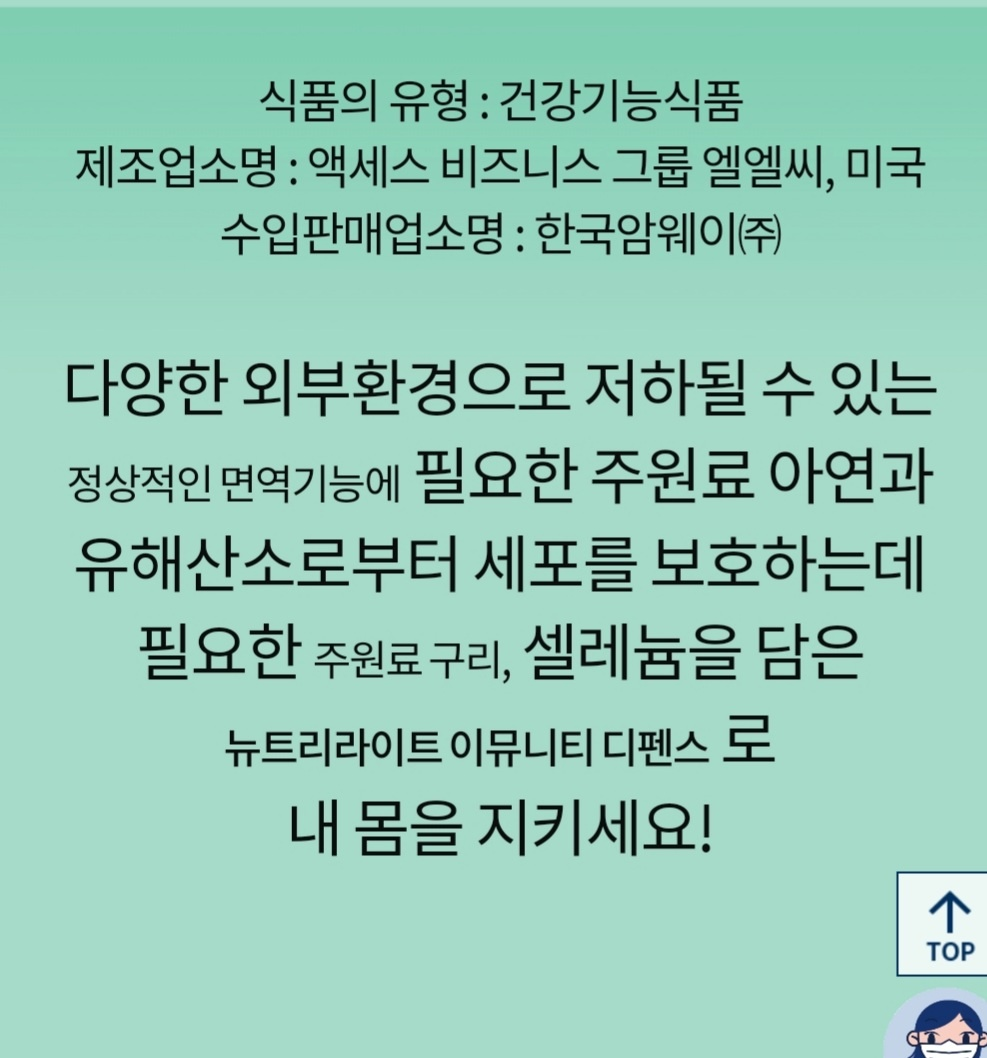 식품의 유형 : 건강기능식품
제조업소명 : 액세스 비즈니스 그룹 엘엘씨, 미국
수입판매업소명 : 한국암웨이㈜
다양한 외부환경으로 저하될 수 있는
정상적인 면역기능에 필요한 주원료 아연과
유해산소로부터 세포를 보호하는데
필요한 주원료 구리, 셀레늄을 담은
뉴트리라이트 이뮤니티 디펜스 로
내 몸을 지키세요!
TOP